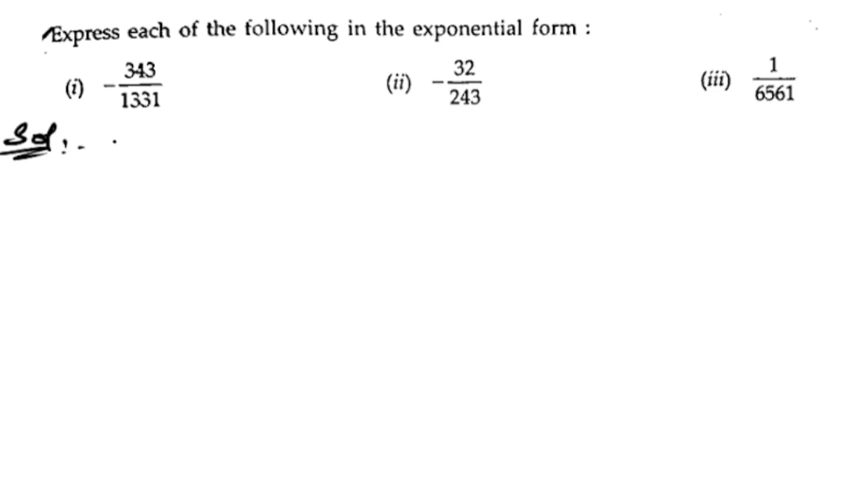 Express each of the following in the exponential form :
(i) -343/1331 (ii) -32/243 (iii) 1/6561
Sol :-